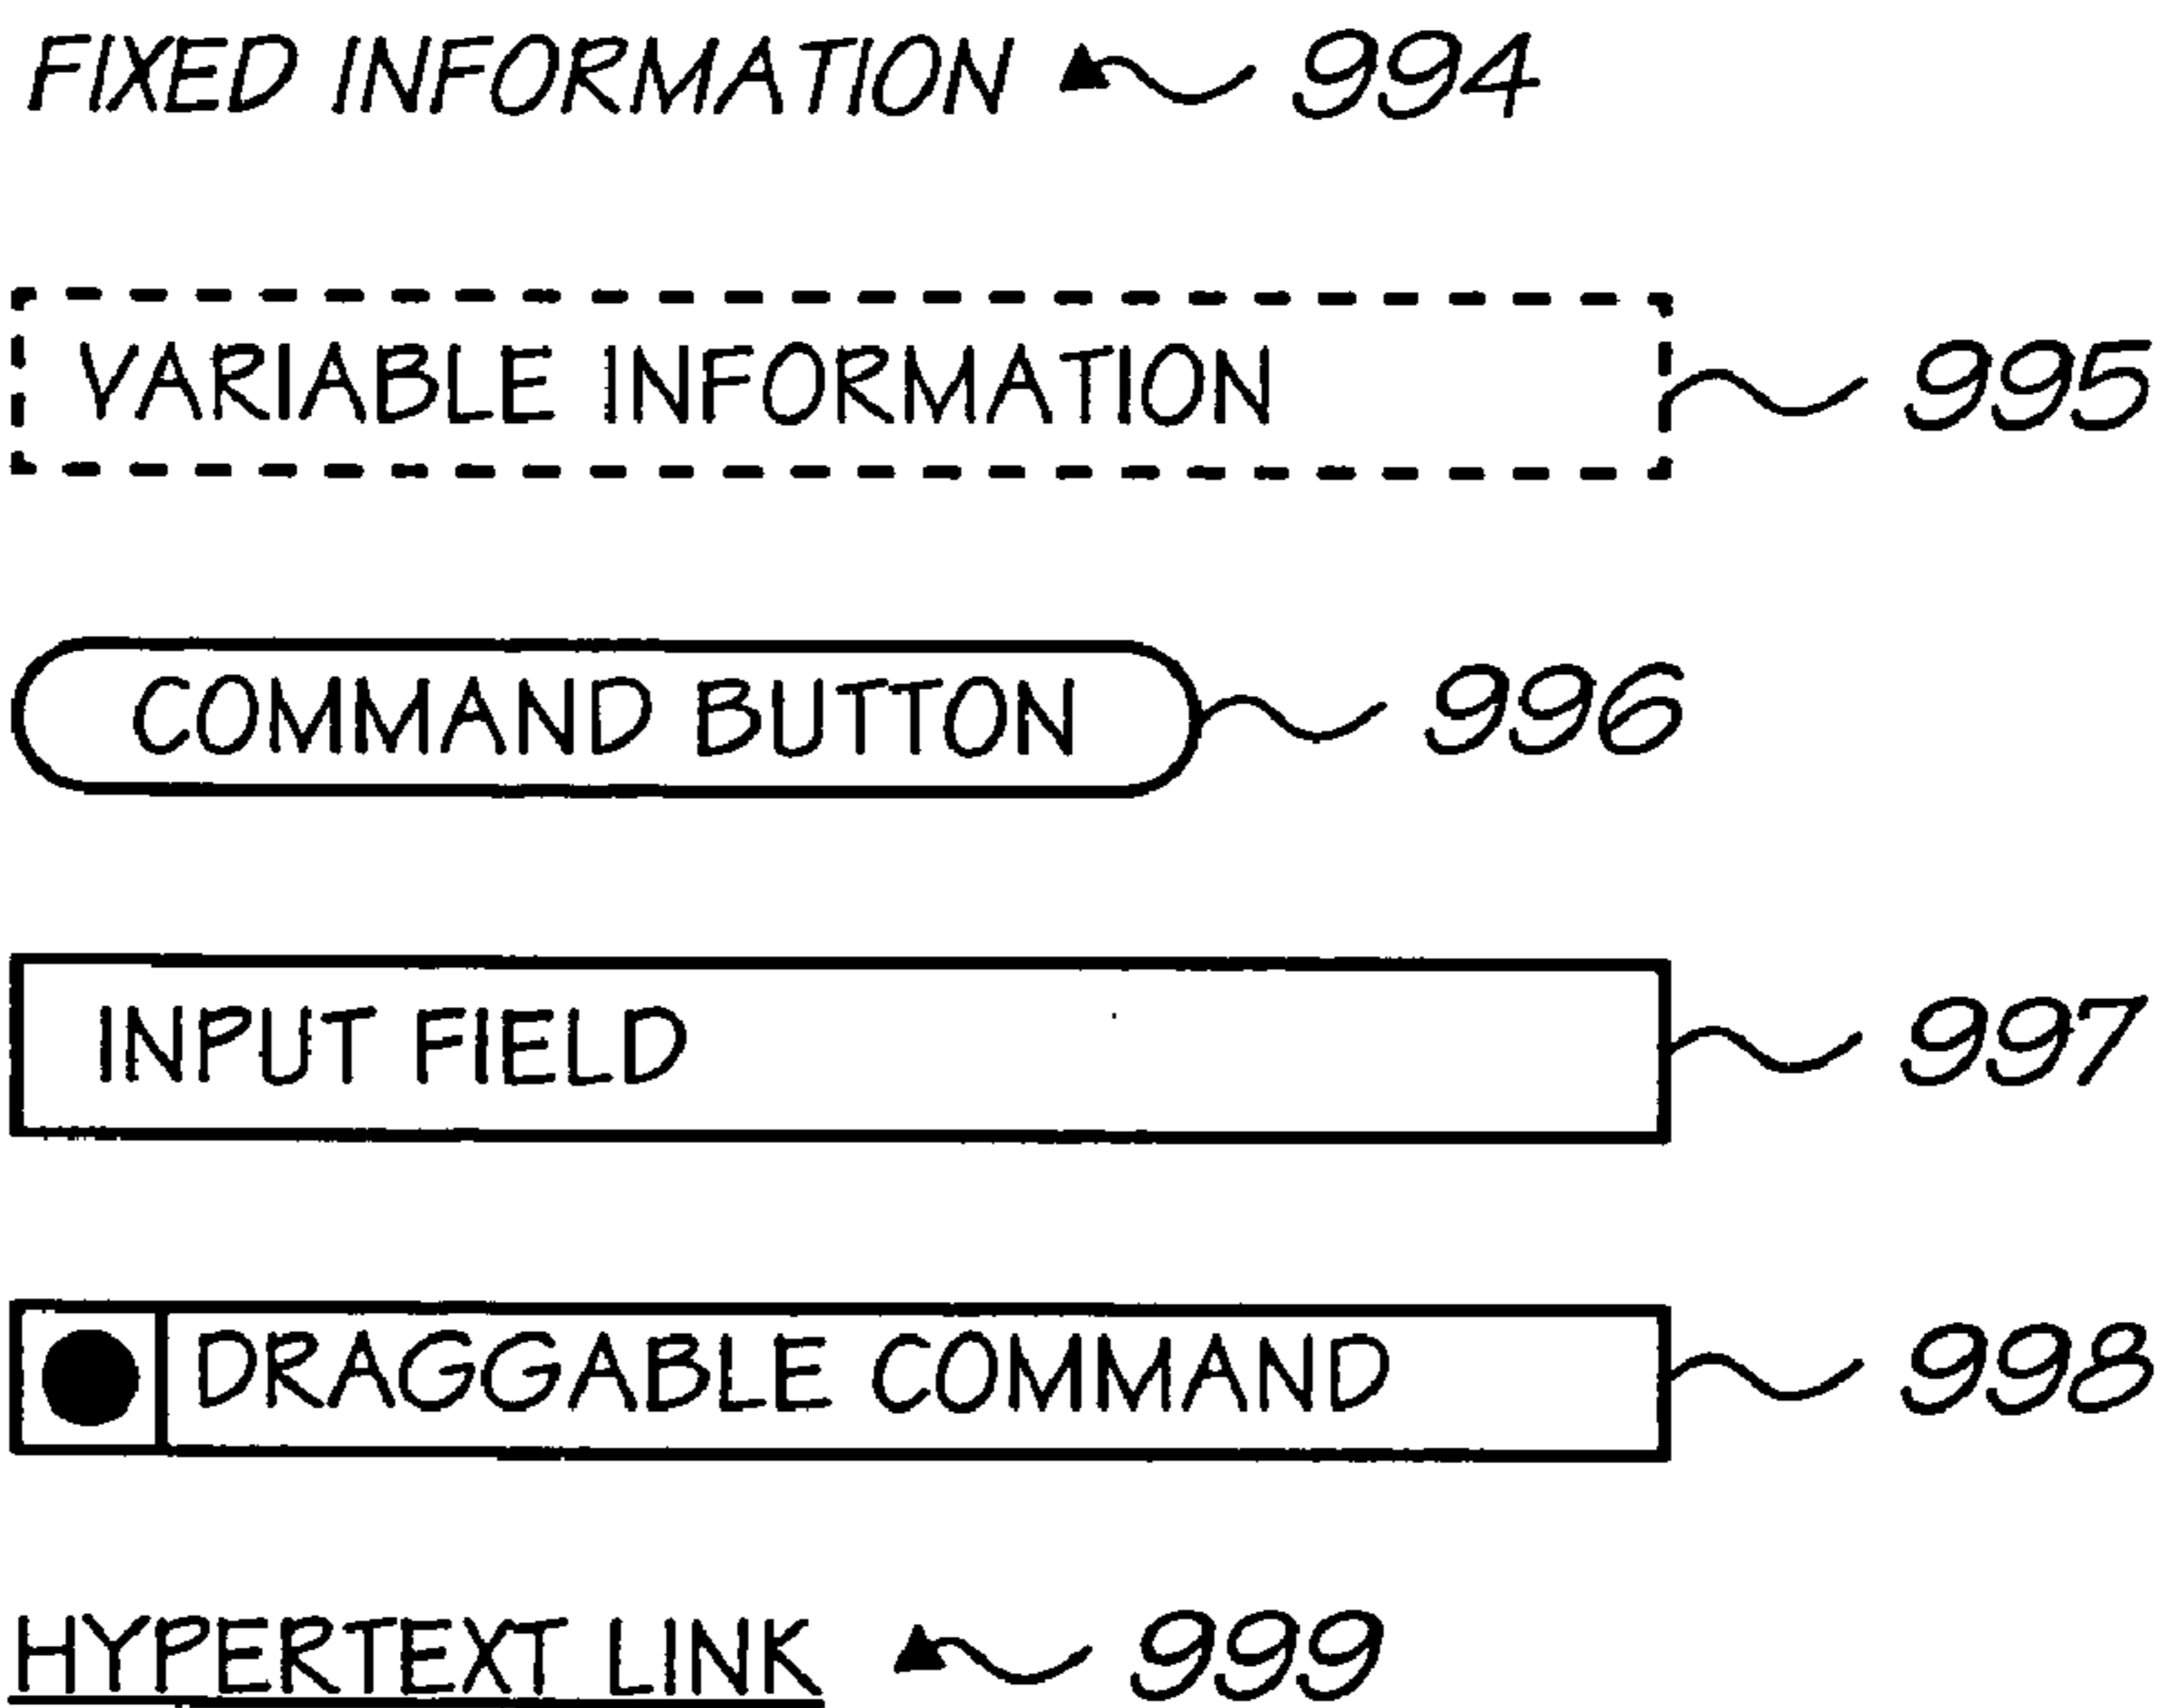 FIXED INFORMATION 994
VARIABLE INFORMATION 995
COMMAND BUTTON 996
INPUT FIELD 997
DRAGGABLE COMMAND 998
HYPERTEXT LINK 999